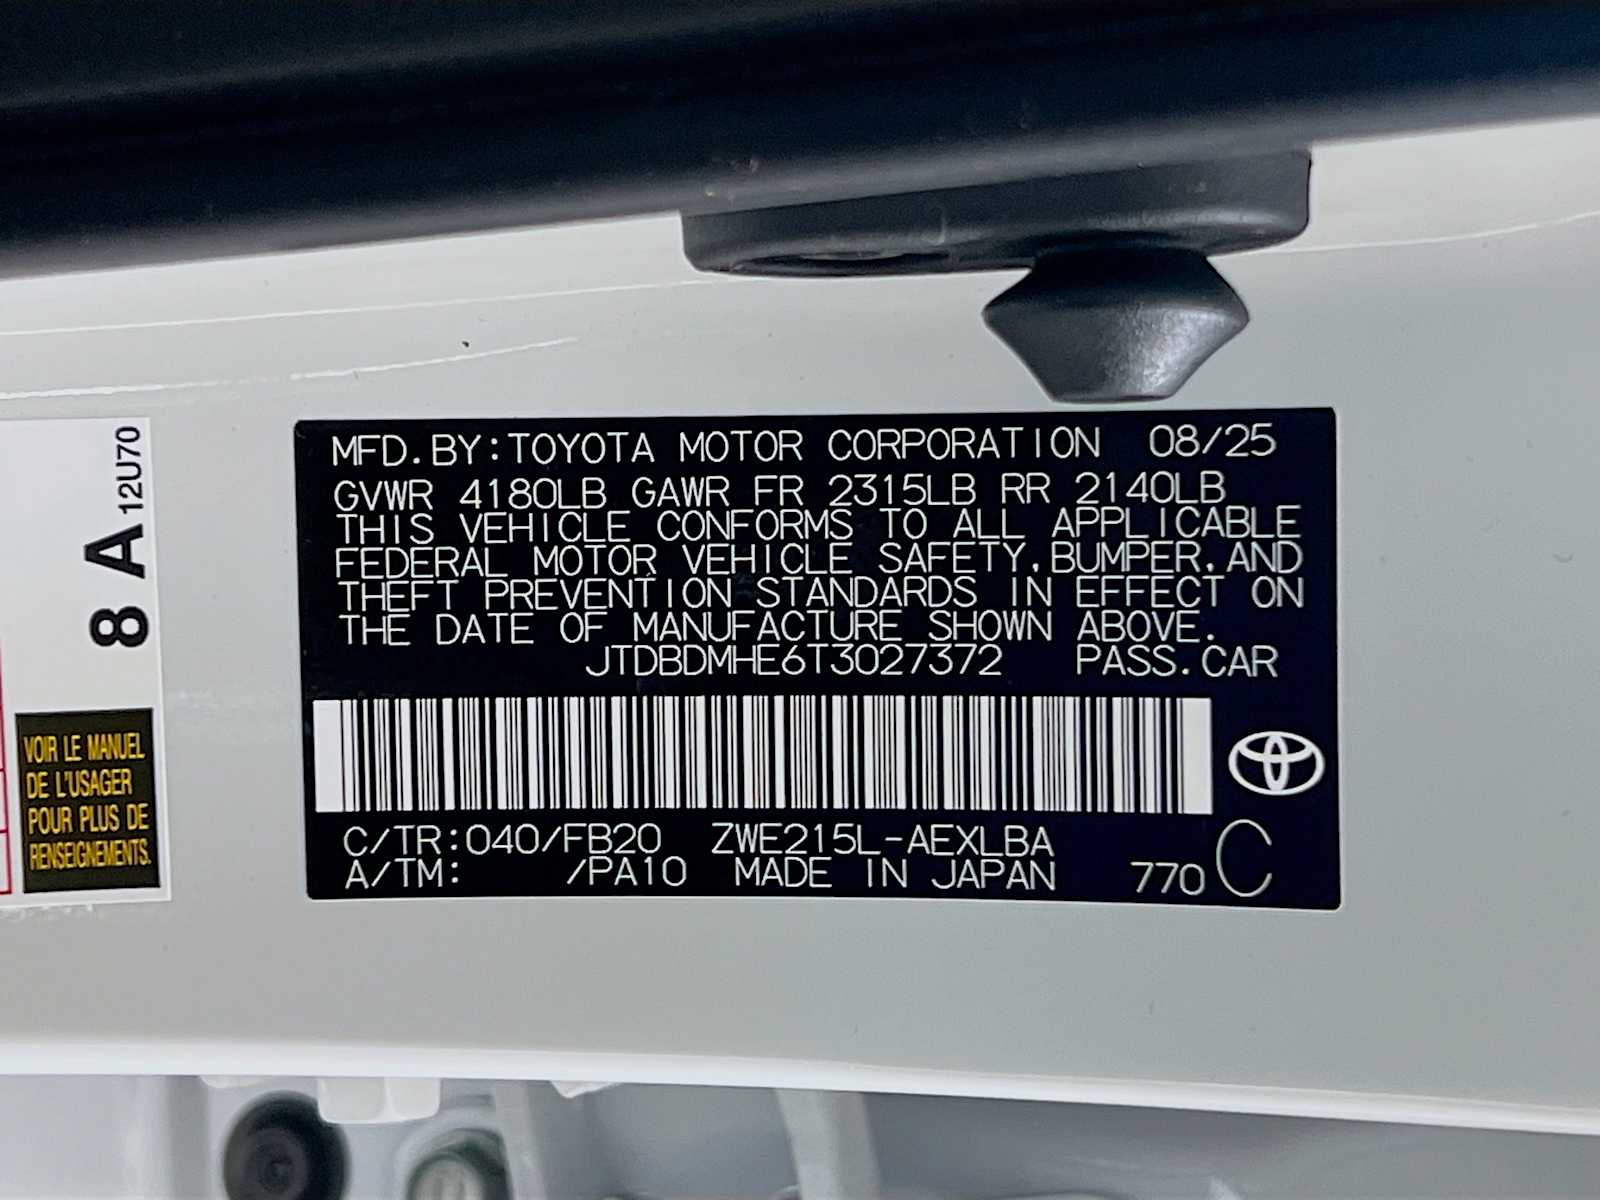 8 A 12U70
VOIR LE MANUEL
DE L'USAGER
POUR PLUS DE
RENSEIGNEMENTS.
MFD.BY:TOYOTA MOTOR CORPORATION 08/25
GVWR 4180LB GAWR FR 2315LB RR 2140LB
THIS VEHICLE CONFORMS TO ALL APPLICABLE
FEDERAL MOTOR VEHICLE SAFETY,BUMPER,AND
THEFT PREVENTION STANDARDS IN EFFECT ON
THE DATE OF MANUFACTURE SHOWN ABOVE.
JTDBDMHE6T3027372 PASS.CAR
C/TR:040/FB20 ZWE215L-AEXLBA
A/TM: /PA10 MADE IN JAPAN 770 C